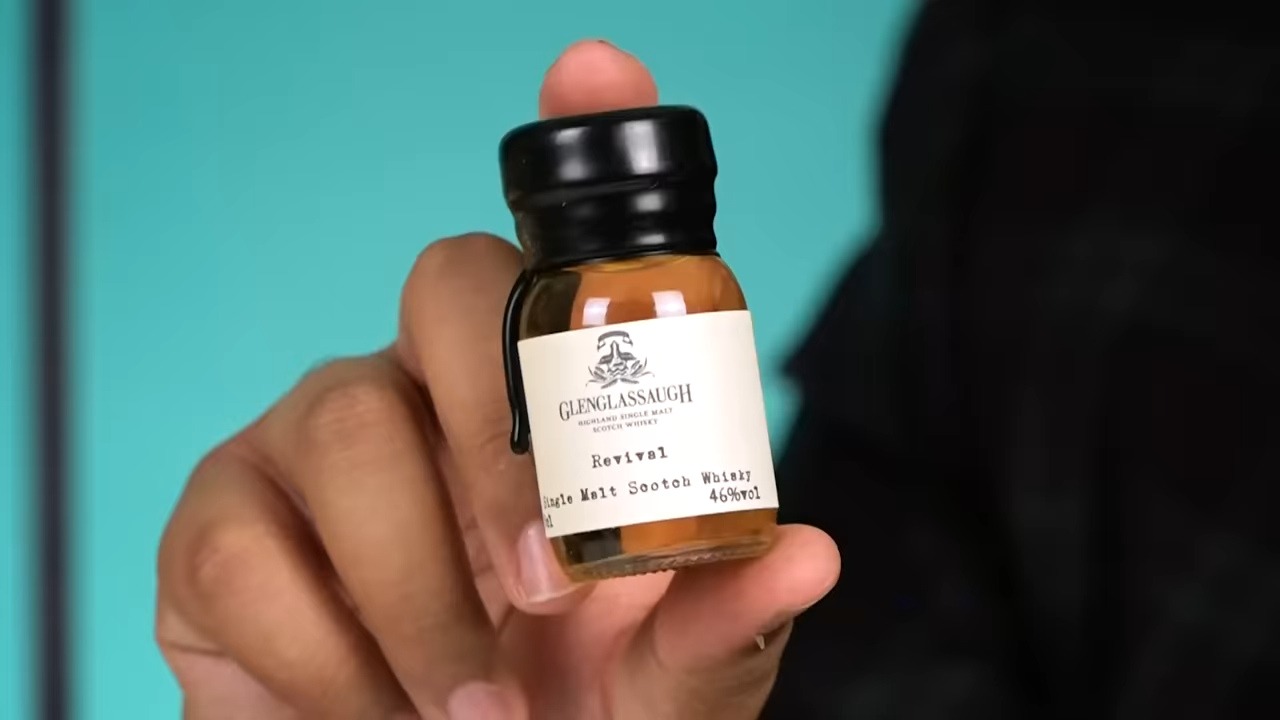 GLENGLASSAUGH
HIGHLAND SINGLE MALT
SCOTCH WHISKY
Revival
Single Malt Scotch Whisky
46%vol